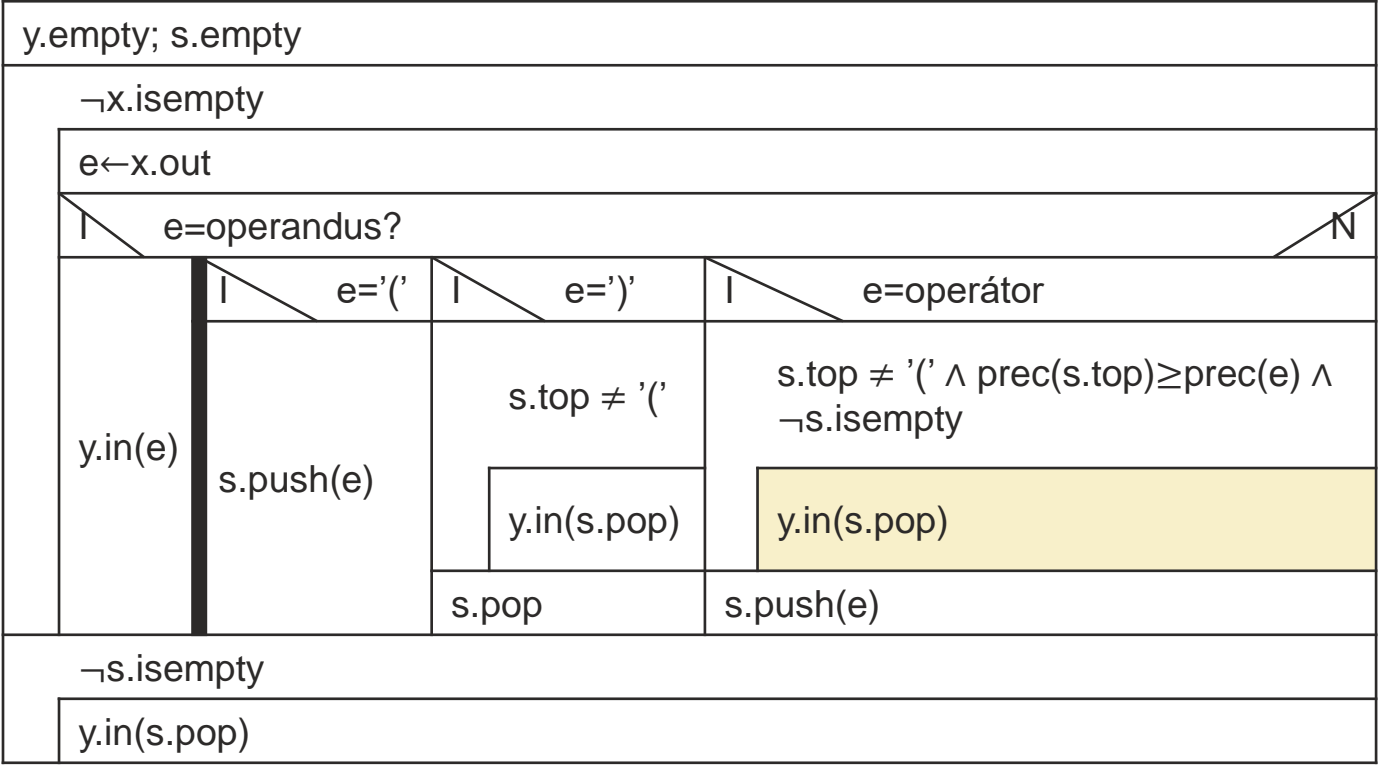 y.empty; s.empty
¬x.isempty
e←x.out
I e=operandus? N
I e=’(’ I e=’)’ I e=operátor
s.top ≠ ’(’
s.top ≠ ’(’ ∧ prec(s.top)≥prec(e) ∧
¬s.isempty
y.in(e)
s.push(e)
y.in(s.pop)
y.in(s.pop)
s.pop
s.push(e)
¬s.isempty
y.in(s.pop)